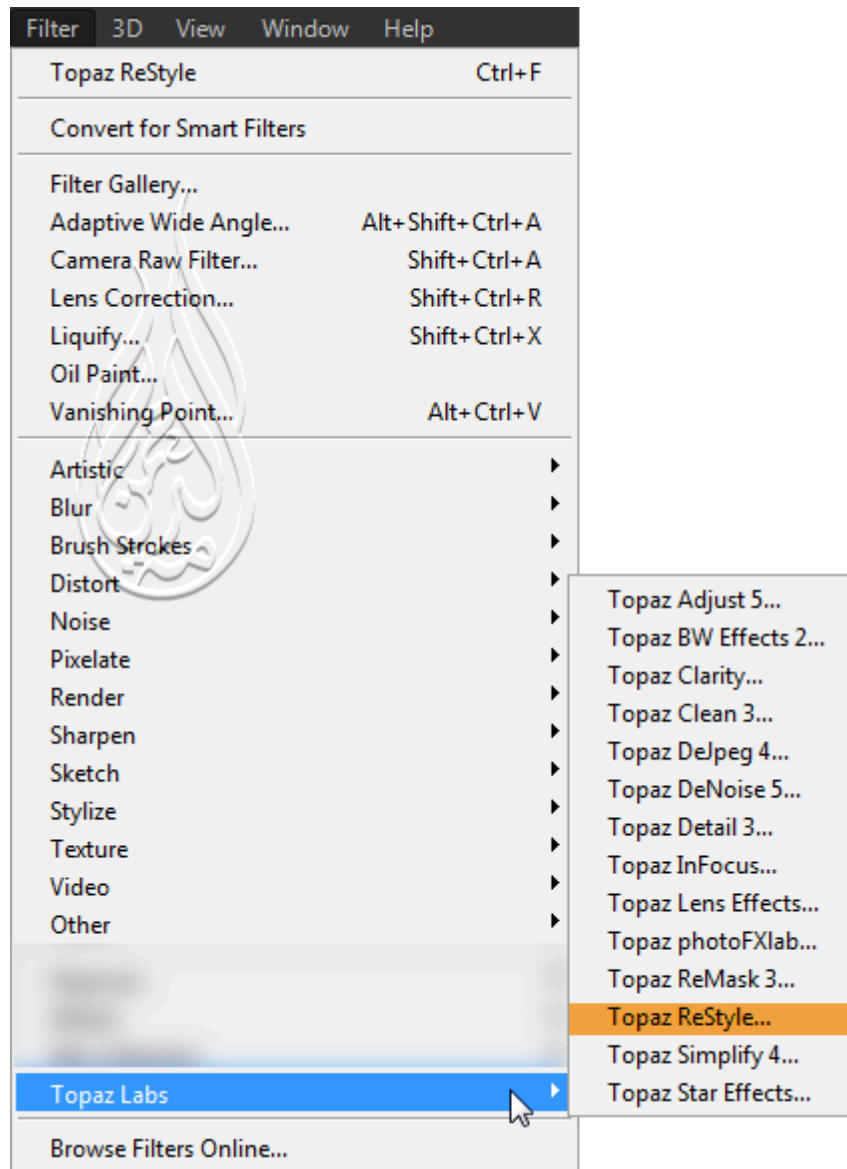 Filter 3D View Window Help
Topaz ReStyle Ctrl+F
Convert for Smart Filters
Filter Gallery...
Adaptive Wide Angle... Alt+Shift+Ctrl+A
Camera Raw Filter... Shift+Ctrl+A
Lens Correction... Shift+Ctrl+R
Liquify... Shift+Ctrl+X
Oil Paint...
Vanishing Point... Alt+Ctrl+V
Artistic
Blur
Brush Strokes
Distort
Noise
Pixelate
Render
Sharpen
Sketch
Stylize
Texture
Video
Other
Topaz Labs
Browse Filters Online...
Topaz Adjust 5...
Topaz BW Effects 2...
Topaz Clarity...
Topaz Clean 3...
Topaz DeJpeg 4...
Topaz DeNoise 5...
Topaz Detail 3...
Topaz InFocus...
Topaz Lens Effects...
Topaz photoFXlab...
Topaz ReMask 3...
Topaz ReStyle...
Topaz Simplify 4...
Topaz Star Effects...